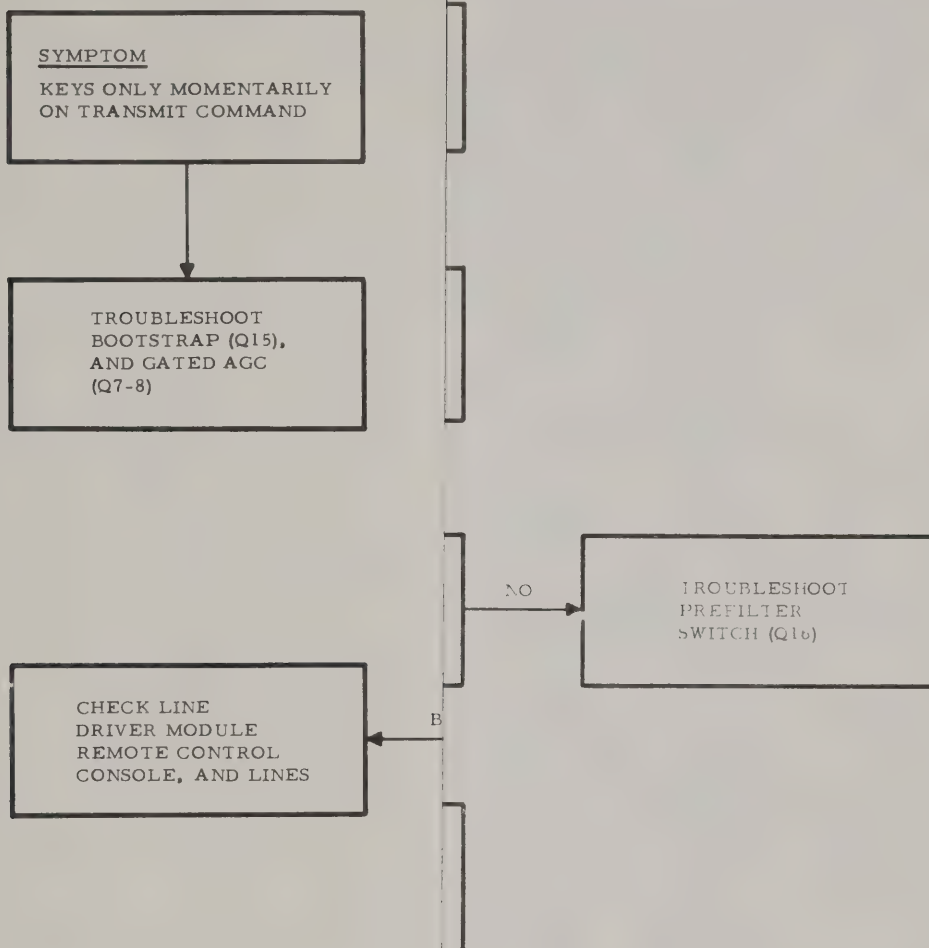 SYMPTOM
KEYS ONLY MOMENTARILY
ON TRANSMIT COMMAND
TROUBLESHOOT
BOOTSTRAP (Q15),
AND GATED AGC
(Q7-8)
NO
TROUBLESHOOT
PREFILTER
SWITCH (Q16)
B
CHECK LINE
DRIVER MODULE
REMOTE CONTROL
CONSOLE, AND LINES